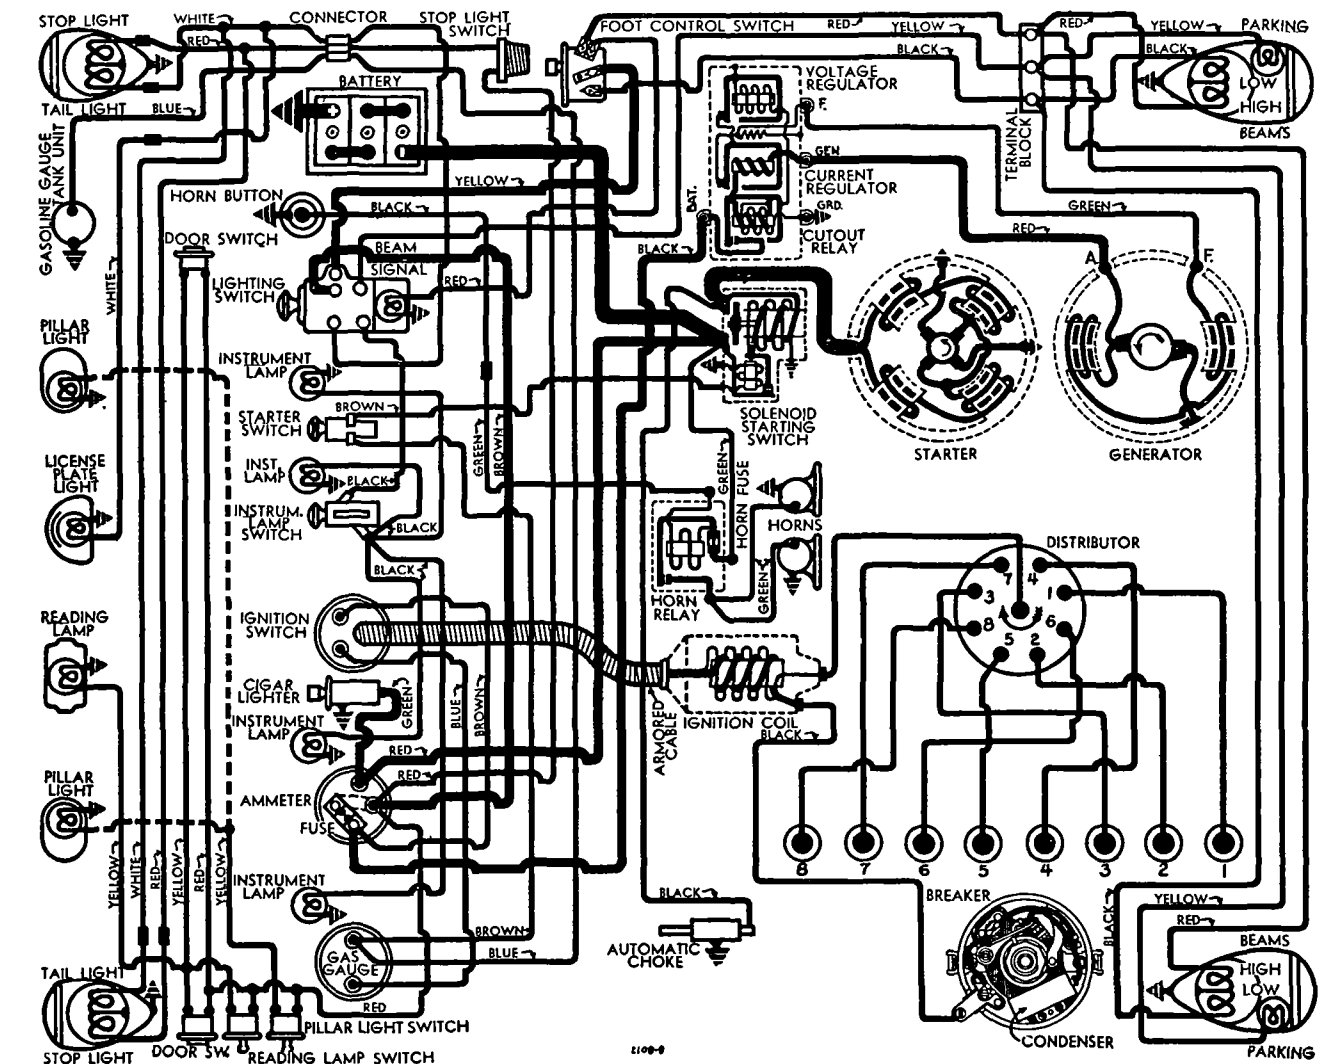 STOP LIGHT
WHITE
CONNECTOR
STOP LIGHT
SWITCH
FOOT CONTROL SWITCH
RED
YELLOW
RED
YELLOW
PARKING
RED
BLACK
BLACK
TAIL LIGHT
BLUE
BATTERY
VOLTAGE
REGULATOR
F.
LOW
HIGH
BEAMS
TERMINAL
BLOCK
GASOLINE GAUGE
TANK UNIT
GEN
CURRENT
REGULATOR
YELLOW
HORN BUTTON
BLACK
BAT.
GRD.
CUTOUT
RELAY
GREEN
RED
DOOR SWITCH
BLACK
BEAM
SIGNAL
A
F.
WHITE
LIGHTING
SWITCH
RED
PILLAR
LIGHT
INSTRUMENT
LAMP
BROWN
STARTER
SWITCH
SOLENOID
STARTING
SWITCH
STARTER
GENERATOR
LICENSE
PLATE
LIGHT
INST.
LAMP
BLACK
GREEN
BROWN
GREEN
HORN FUSE
INSTRUM.
LAMP
SWITCH
BLACK
HORNS
BLACK
DISTRIBUTOR
7
4
3
1
8
6
5
2
READING
LAMP
IGNITION
SWITCH
HORN
RELAY
GREEN
CIGAR
LIGHTER
GREEN
BLUE
BROWN
INSTRUMENT
LAMP
ARMORED
CABLE
IGNITION COIL
BLACK
RED
RED
PILLAR
LIGHT
AMMETER
FUSE
8
7
6
5
4
3
2
1
YELLOW
WHITE
RED
YELLOW
RED
YELLOW
INSTRUMENT
LAMP
BLACK
BREAKER
BLACK
YELLOW
RED
BROWN
BLUE
GAS
GAUGE
AUTOMATIC
CHOKE
BEAMS
HIGH
LOW
TAIL LIGHT
RED
PILLAR LIGHT SWITCH
CONDENSER
STOP LIGHT
DOOR SW.
READING LAMP SWITCH
PARKING